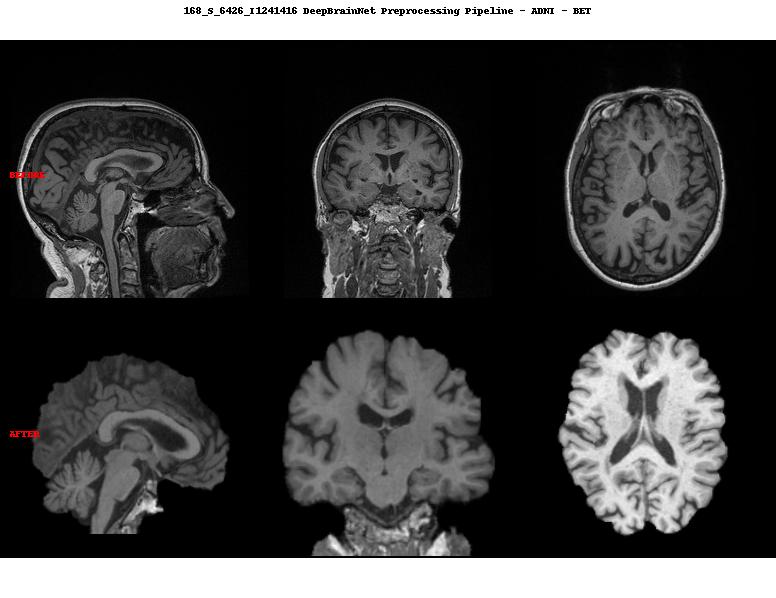 168_S_6426_I1241416 DeepBrainNet Preprocessing Pipeline - ADNI - BET
BEFORE
AFTER